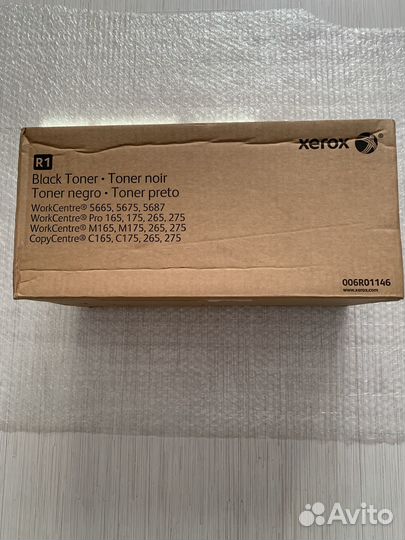 xerox
R1
Black Toner • Toner noir
Toner negro • Toner preto
WorkCentre® 5665, 5675, 5687
WorkCentre® Pro 165, 175, 265, 275
WorkCentre® M165, M175, 265, 275
CopyCentre® C165, C175, 265, 275
006R01146
www.xerox.com
Avito